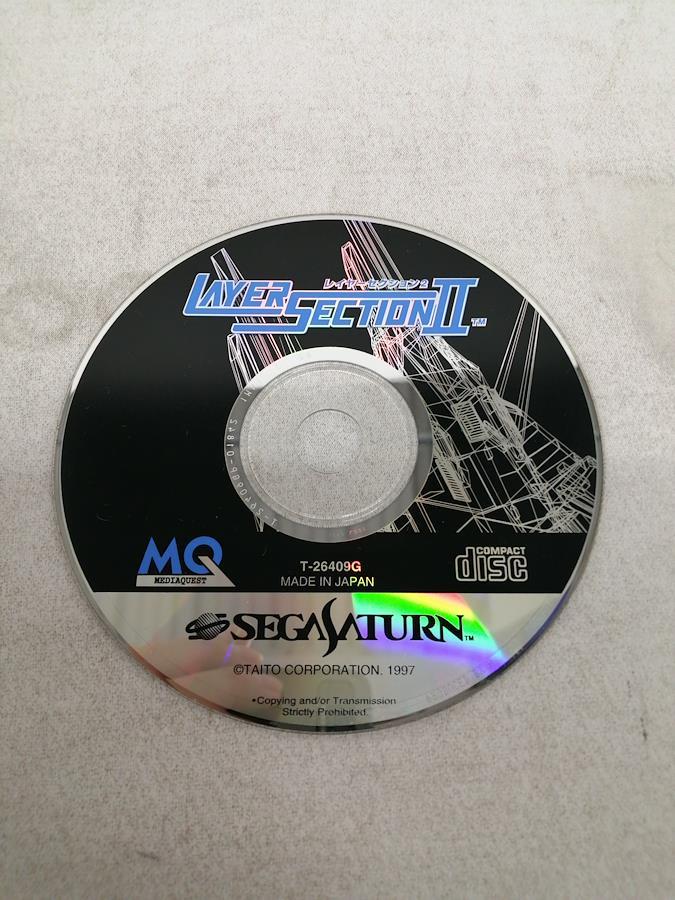 レイヤーセクション2
LAYER
SECTION II TM
MQ
MEDIAQUEST
T-26409G
MADE IN JAPAN
COMPACT
disc
SEGA SATURN TM
©TAITO CORPORATION. 1997
•Copying and/or Transmission
Strictly Prohibited.